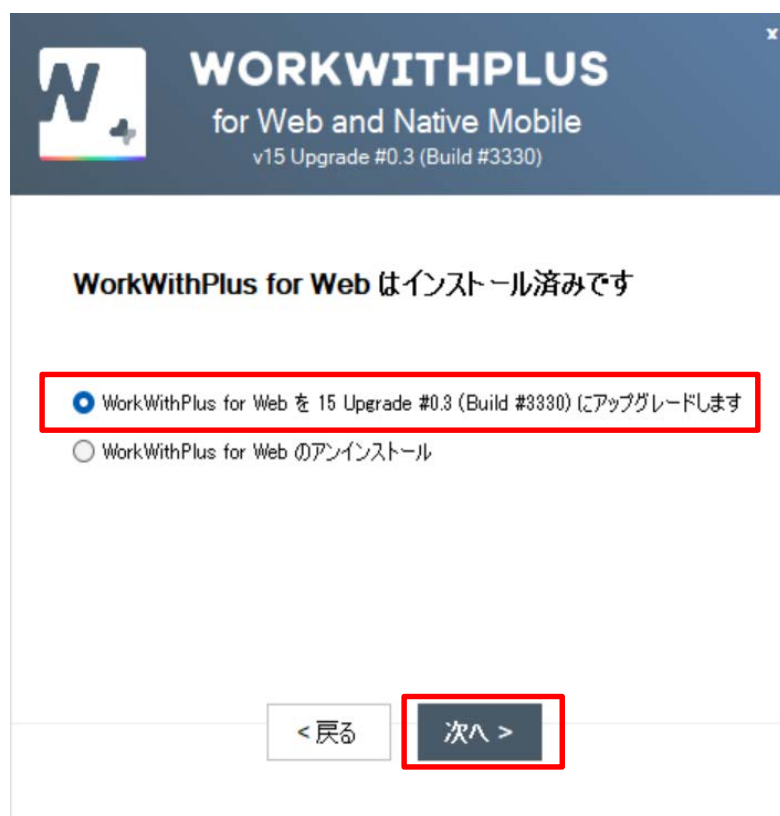 x
WORKWITHPLUS
for Web and Native Mobile
v15 Upgrade #0.3 (Build #3330)
WorkWithPlus for Web はインストール済みです
WorkWithPlus for Web を 15 Upgrade #0.3 (Build #3330) にアップグレードします
WorkWithPlus for Web のアンインストール
< 戻る
次へ >